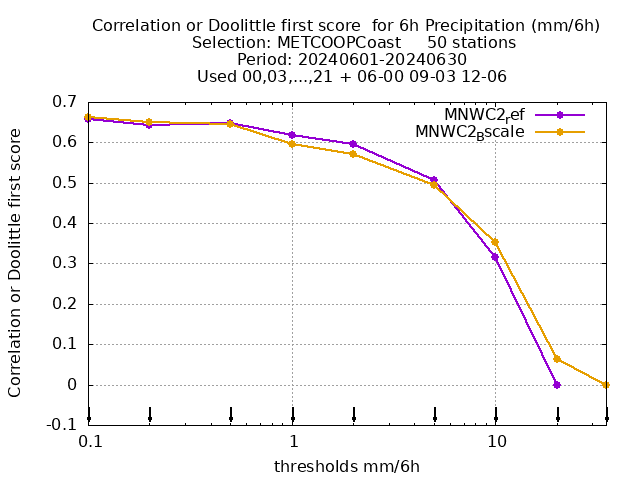 Correlation or Doolittle first score  for 6h Precipitation (mm/6h)
Selection: METCOOPCoast     50 stations
Period: 20240601-20240630
Used 00,03,...,21 + 06-00 09-03 12-06
Correlation or Doolittle first score
0.7
0.6
0.5
0.4
0.3
0.2
0.1
0
-0.1
MNWC2ref
MNWC2Bscale
0.1
1
10
thresholds mm/6h